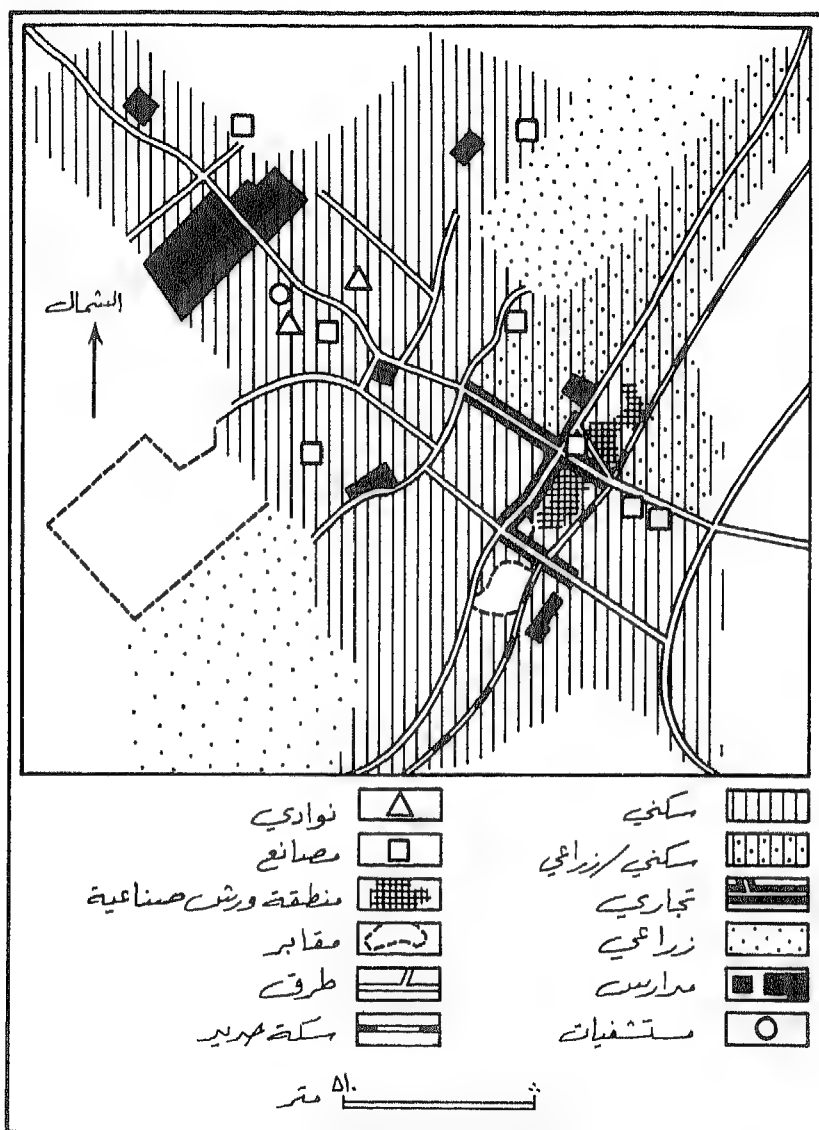 الشمال
سكني
نوادي
سكني/زراعي
مصانع
تجاري
منطقة ورش صناعية
زراعي
مقابر
مدارس
طرق
مستشفيات
سكة حديد
متر